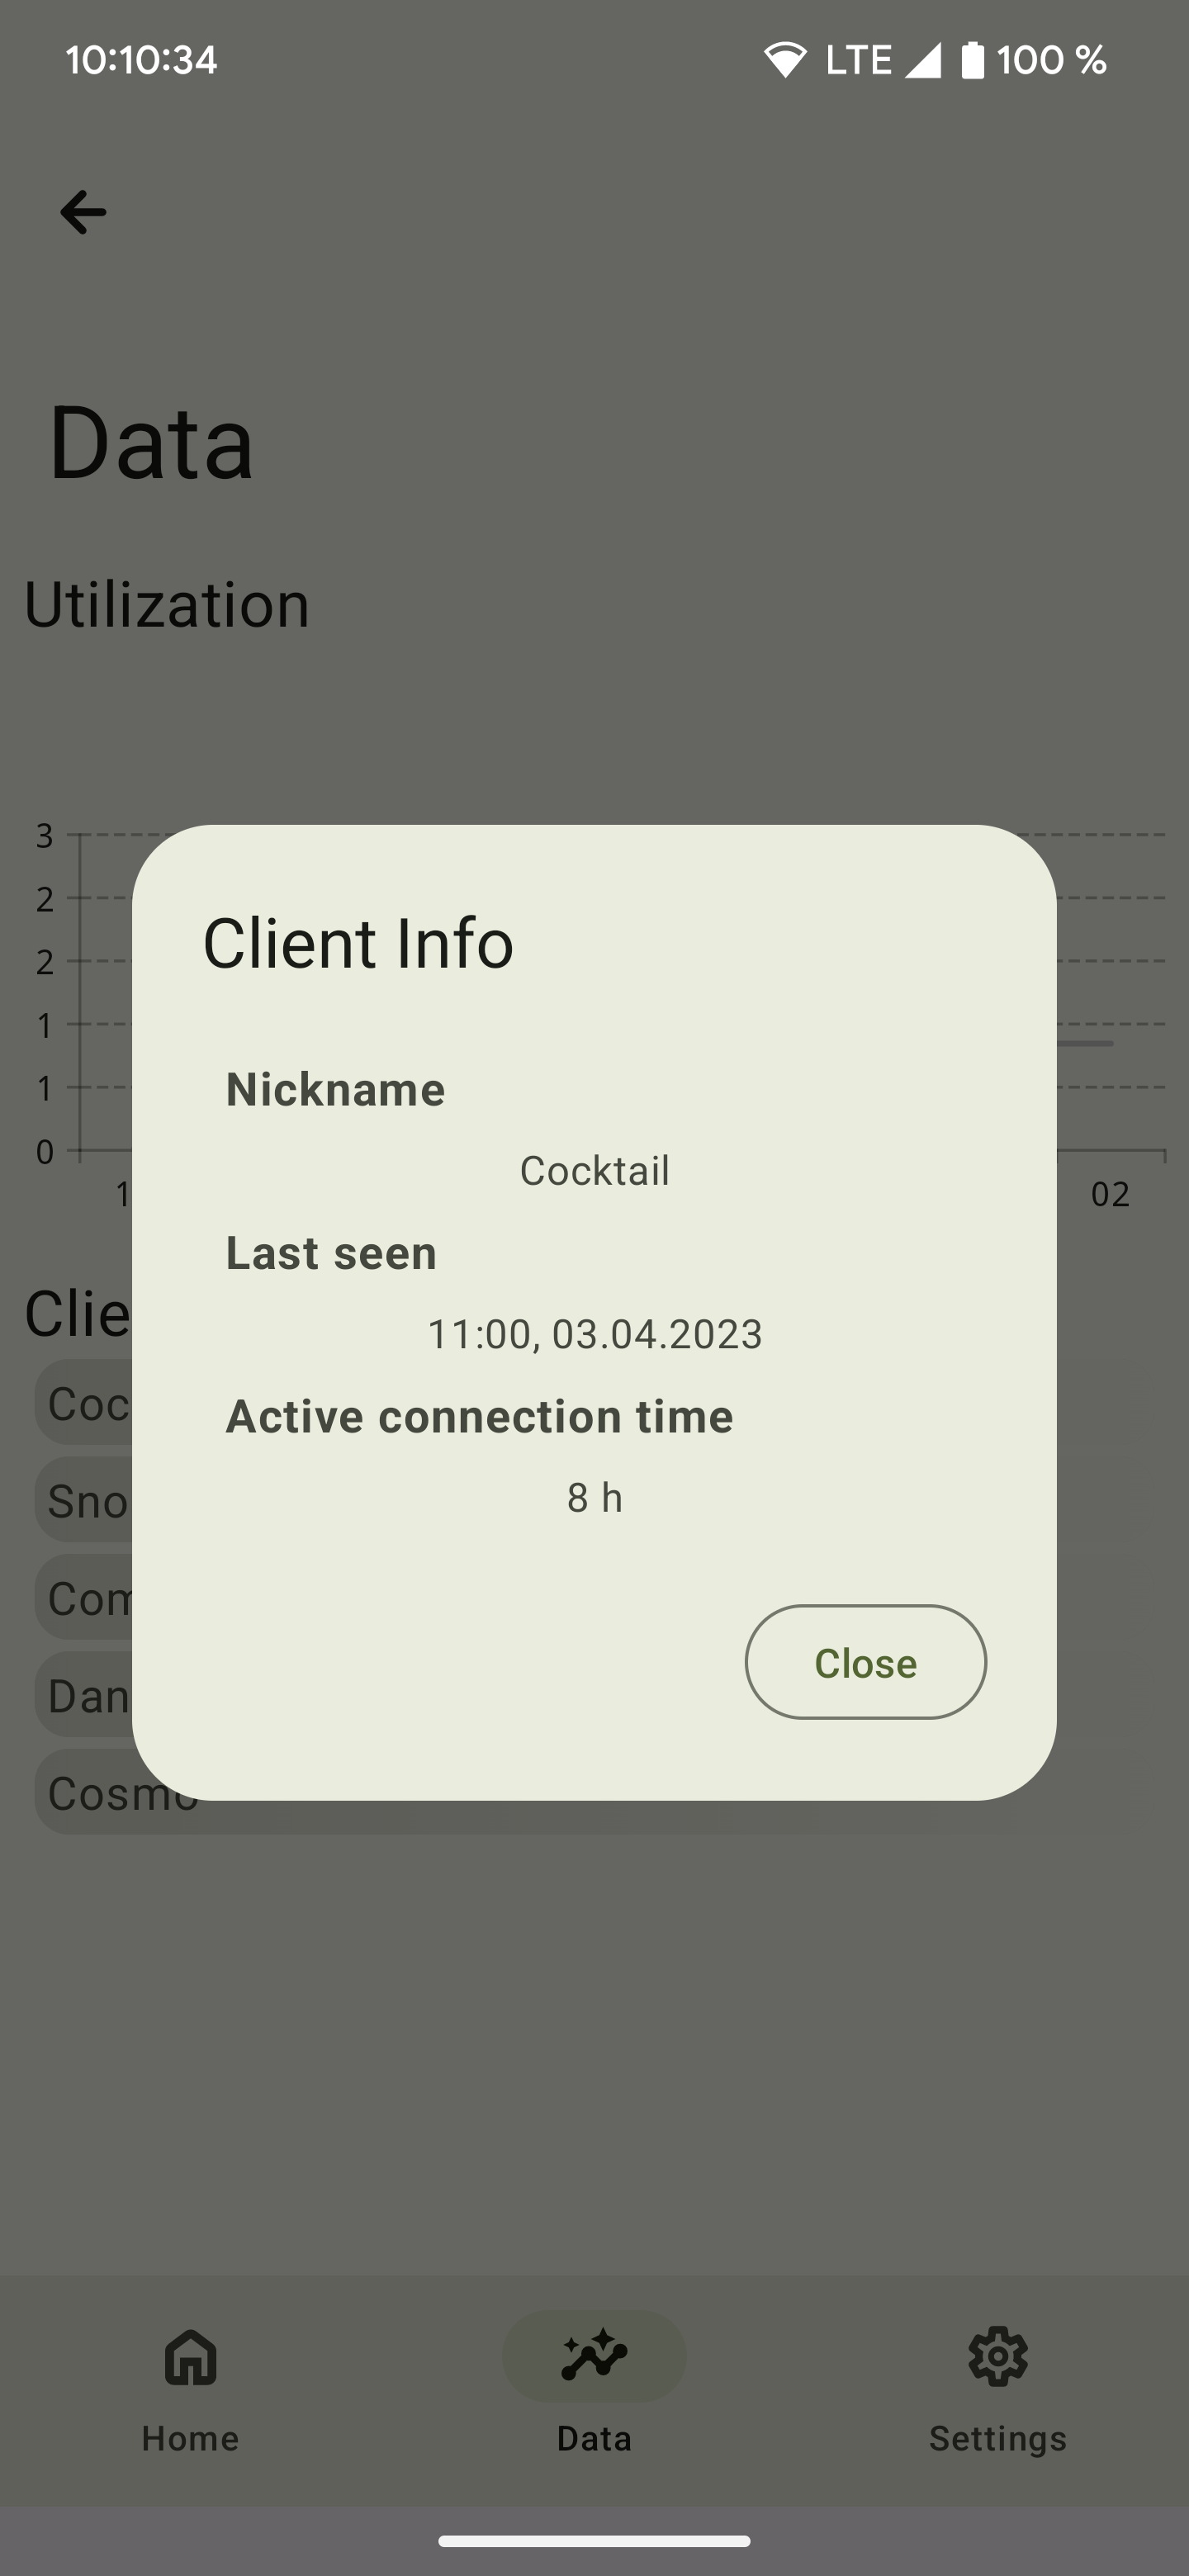 10:10:34 LTE 100 %
Data
Utilization
3
2
2
1
1
0
1 02
Client Info
Nickname
Cocktail
Last seen
11:00, 03.04.2023
Active connection time
8 h
Close
Clie
Coc
Sno
Com
Dan
Cosmo
Home Data Settings